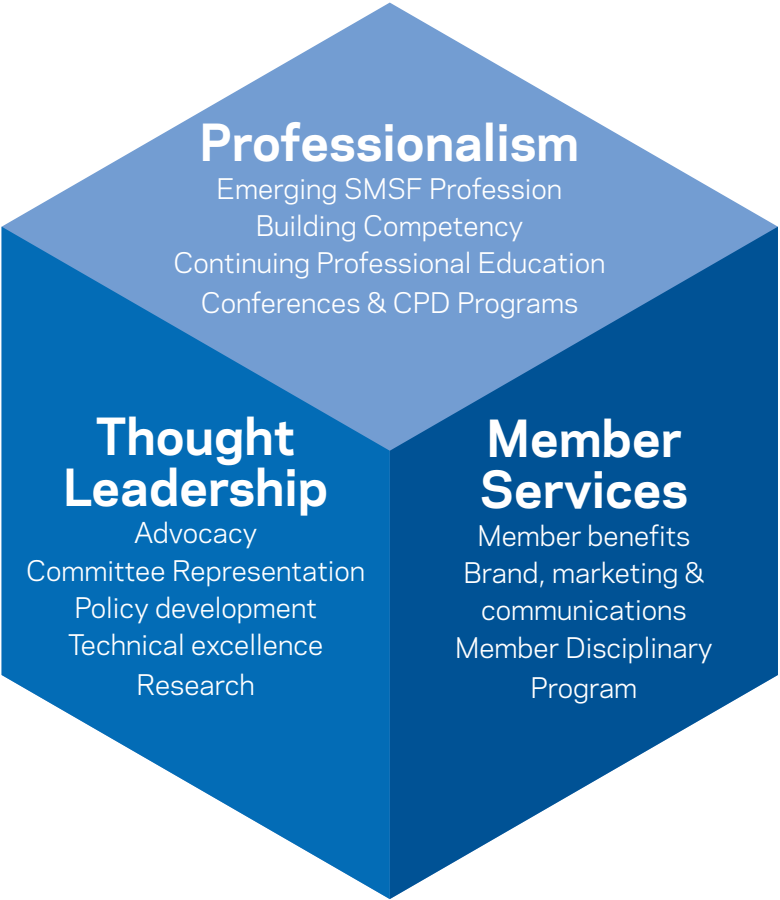 Professionalism
Emerging SMSF Profession
Building Competency
Continuing Professional Education
Conferences & CPD Programs
Thought
Leadership
Advocacy
Committee Representation
Policy development
Technical excellence
Research
Member
Services
Member benefits
Brand, marketing &
communications
Member Disciplinary
Program